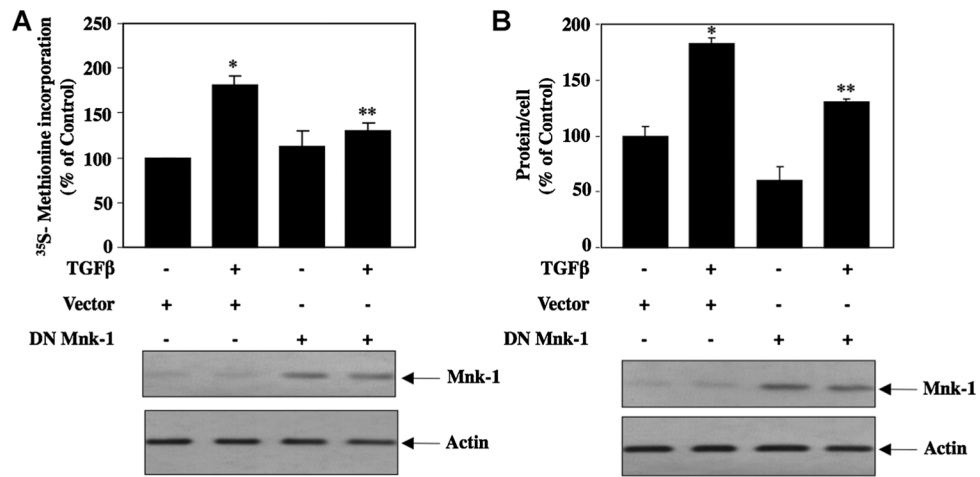 A
³⁵S- Methionine incorporation
(% of Control)
250
200
150
100
50
0
*
**
TGFβ - + - +
Vector + + - -
DN Mnk-1 - - + +
Mnk-1
Actin
B
Protein/cell
(% of Control)
200
150
100
50
0
*
**
TGFβ - + - +
Vector + + - -
DN Mnk-1 - - + +
Mnk-1
Actin